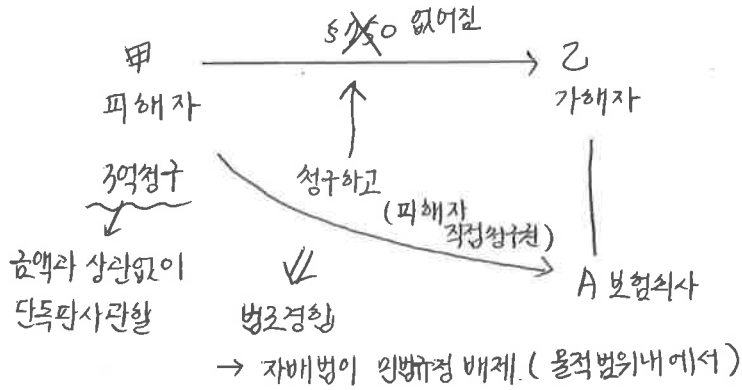 §750 없어짐
甲 乙
피해자 가해자
3억청구 청구하고 (피해자
직접청구권)
금액과 상관없이 A 보험회사
단독판사관할 법조경합
→ 자배법이 민법규정 배제. (물적범위내에서)